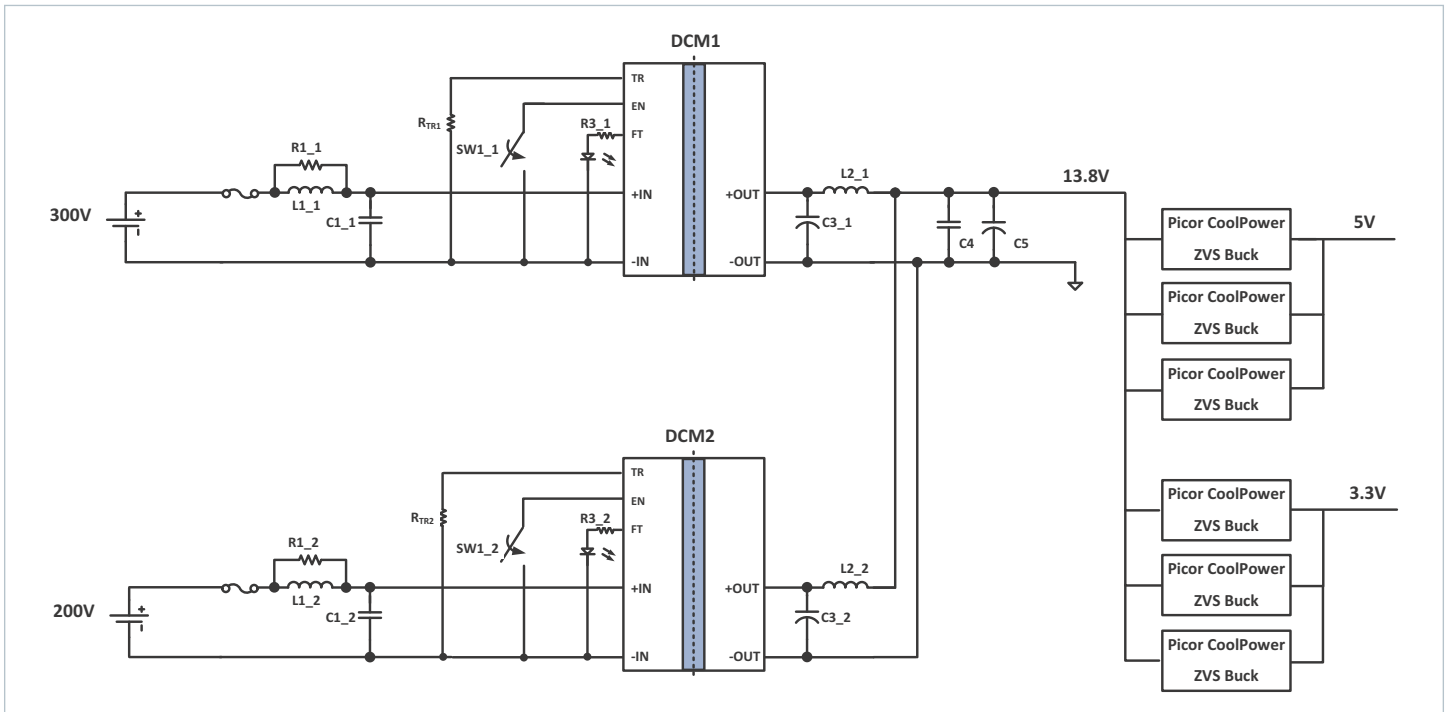 DCM1
TR
EN
FT
+IN
-IN
+OUT
-OUT
R_TR1
SW1_1
R3_1
R1_1
L1_1
C1_1
300V
+
L2_1
C3_1
C4
C5
13.8V
Picor CoolPower
ZVS Buck
5V
Picor CoolPower
ZVS Buck
Picor CoolPower
ZVS Buck
DCM2
TR
EN
FT
+IN
-IN
+OUT
-OUT
R_TR2
SW1_2
R3_2
R1_2
L1_2
C1_2
200V
+
L2_2
C3_2
Picor CoolPower
ZVS Buck
3.3V
Picor CoolPower
ZVS Buck
Picor CoolPower
ZVS Buck